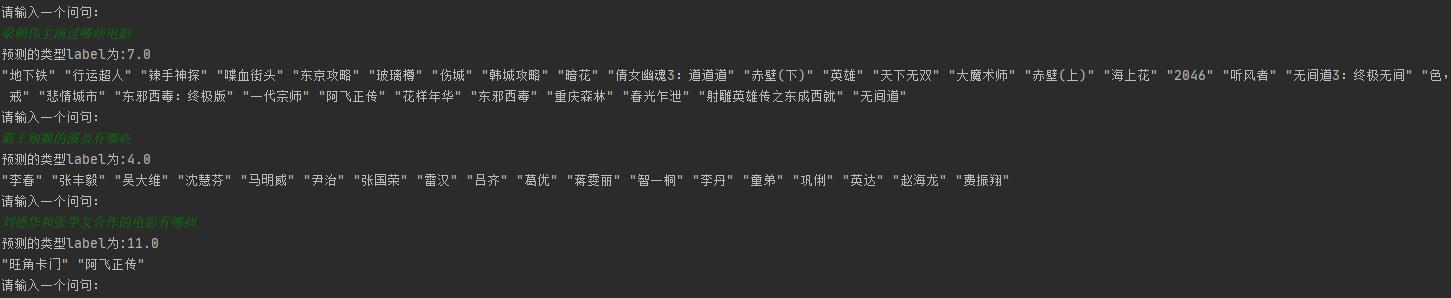 请输入一个问句:
梁朝伟主演过哪些电影
预测的类型label为:7.0
"地下铁" "行运超人" "辣手神探" "喋血街头" "东京攻略" "玻璃樽" "伤城" "韩城攻略" "暗花" "倩女幽魂3：道道道" "赤壁(下)" "英雄" "天下无双" "大魔术师" "赤壁(上)" "海上花" "2046" "听风者" "无间道3：终极无间" "色，
戒" "悲情城市" "东邪西毒：终极版" "一代宗师" "阿飞正传" "花样年华" "东邪西毒" "重庆森林" "春光乍泄" "射雕英雄传之东成西就" "无间道"
请输入一个问句:
霸王别姬的演员有哪些
预测的类型label为:4.0
"李春" "张丰毅" "吴大维" "沈慧芬" "马明威" "尹治" "张国荣" "雷汉" "吕齐" "葛优" "蒋雯丽" "智一桐" "李丹" "童弟" "巩俐" "英达" "赵海龙" "费振翔"
请输入一个问句:
刘德华和张学友合作的电影有哪些
预测的类型label为:11.0
"旺角卡门" "阿飞正传"
请输入一个问句: